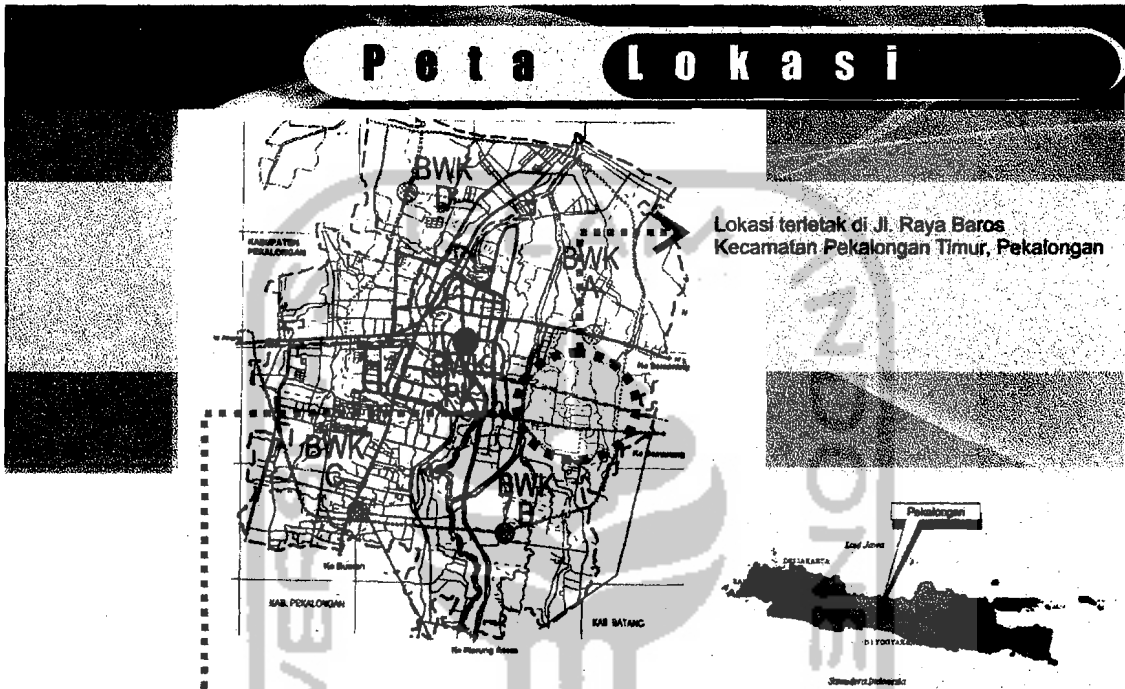 Peta Lokasi
BWK
D
KABUPATEN
PEKALONGAN
BWK
A
Lokasi terletak di Jl. Raya Baros
Kecamatan Pekalongan Timur, Pekalongan
Ke Semarang
BWK
BWK
C
Ke Semarang
BWK
B
Pekalongan
Laut Jawa
DKI JAKARTA
Ke Buaran
KAB. PEKALONGAN
KAB BATANG
DI YOGYAKARTA
Samudera Indonesia